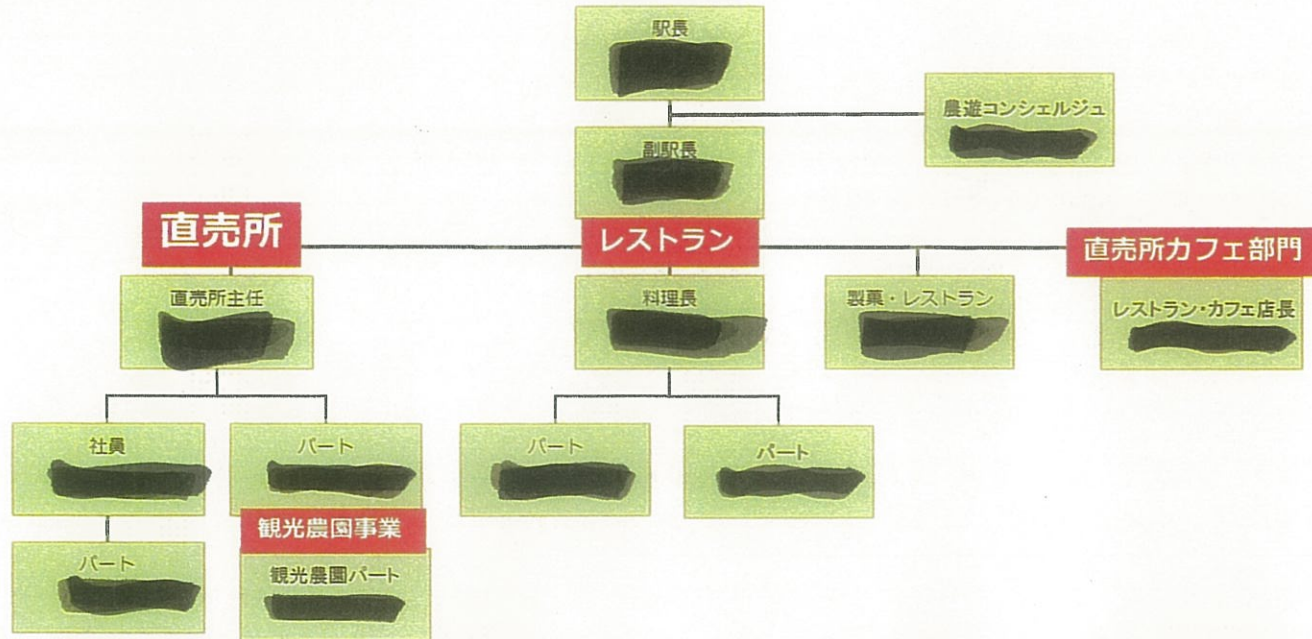 駅長
農遊コンシェルジュ
副駅長
直売所
レストラン
直売所カフェ部門
直売所主任
料理長
製菓・レストラン
レストラン・カフェ店長
社員
パート
パート
パート
観光農園事業
パート
観光農園パート